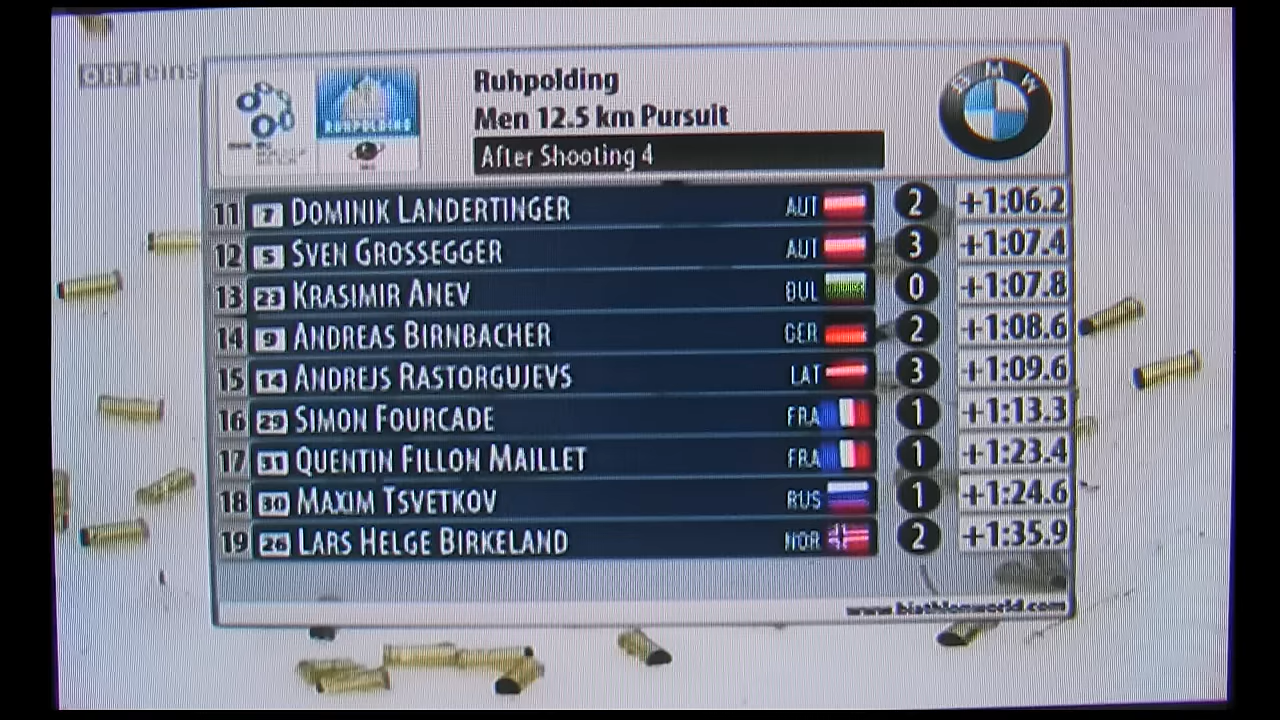 ORF eins
BMW
RUHPOLDING
Ruhpolding
Men 12.5 km Pursuit
After Shooting 4
11 7 DOMINIK LANDERTINGER AUT 2 +1:06.2
12 5 SVEN GROSSEGGER AUT 3 +1:07.4
13 23 KRASIMIR ANEV BUL 0 +1:07.8
14 9 ANDREAS BIRNBACHER GER 2 +1:08.6
15 14 ANDREJS RASTORGUJEVS LAT 3 +1:09.6
16 29 SIMON FOURCADE FRA 1 +1:13.3
17 31 QUENTIN FILLON MAILLET FRA 1 +1:23.4
18 30 MAXIM TSVETKOV RUS 1 +1:24.6
19 26 LARS HELGE BIRKELAND NOR 2 +1:35.9
www.biathlonworld.com